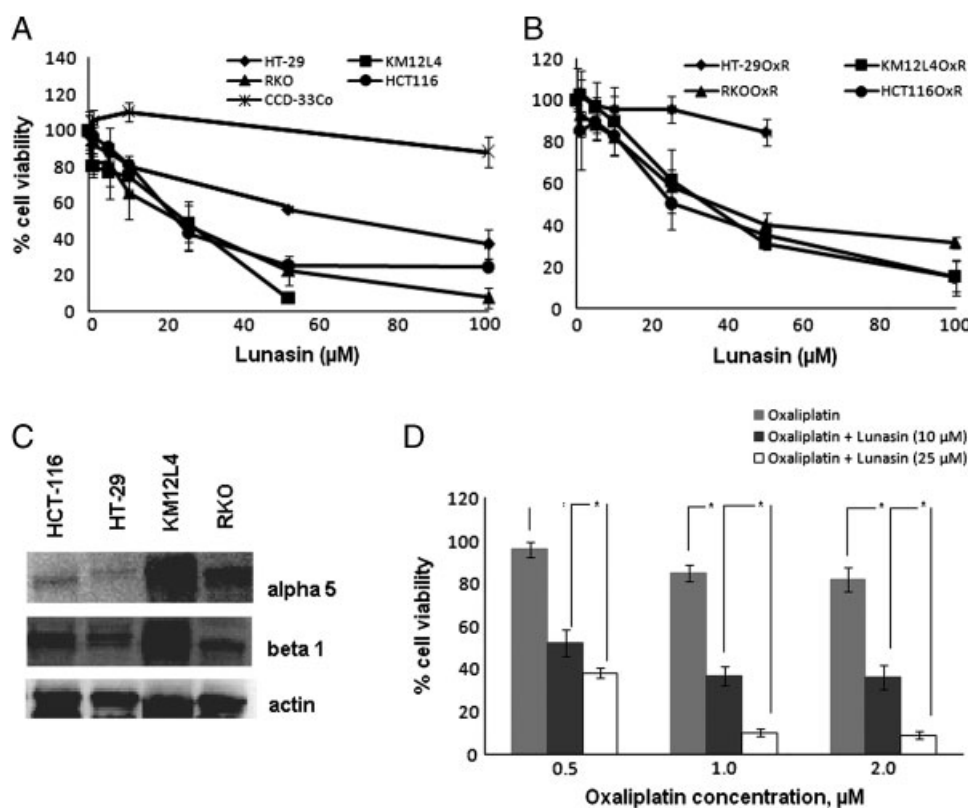 A
HT-29
KM12L4
RKO
HCT116
CCD-33Co
140
120
100
80
60
40
20
0
% cell viability
0
20
40
60
80
100
Lunasin (µM)
B
HT-29OxR
KM12L4OxR
RKOOxR
HCT116OxR
120
100
80
60
40
20
0
0
20
40
60
80
100
Lunasin (µM)
C
HCT-116
HT-29
KM12L4
RKO
alpha 5
beta 1
actin
D
Oxaliplatin
Oxaliplatin + Lunasin (10 µM)
Oxaliplatin + Lunasin (25 µM)
120
100
80
60
40
20
0
% cell viability
* * * * *
0.5
1.0
2.0
Oxaliplatin concentration, µM